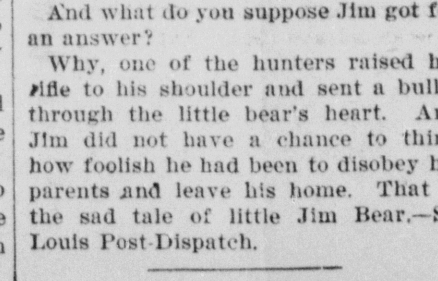 And what do you suppose Jim got f
an answer?
Why, one of the hunters raised h
rifle to his shoulder and sent a bull
through the little bear's heart. An
Jim did not have a chance to thin
how foolish he had been to disobey h
parents and leave his home. That
the sad tale of little Jim Bear.—S
Louis Post-Dispatch.